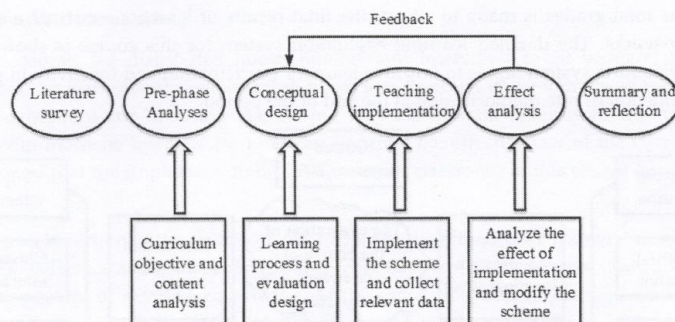 Feedback
Literature
survey
Pre-phase
Analyses
Conceptual
design
Teaching
implementation
Effect
analysis
Summary and
reflection
Curriculum
objective and
content
analysis
Learning
process and
evaluation
design
Implement
the scheme
and collect
relevant data
Analyze the
effect of
implementation
and modify the
scheme